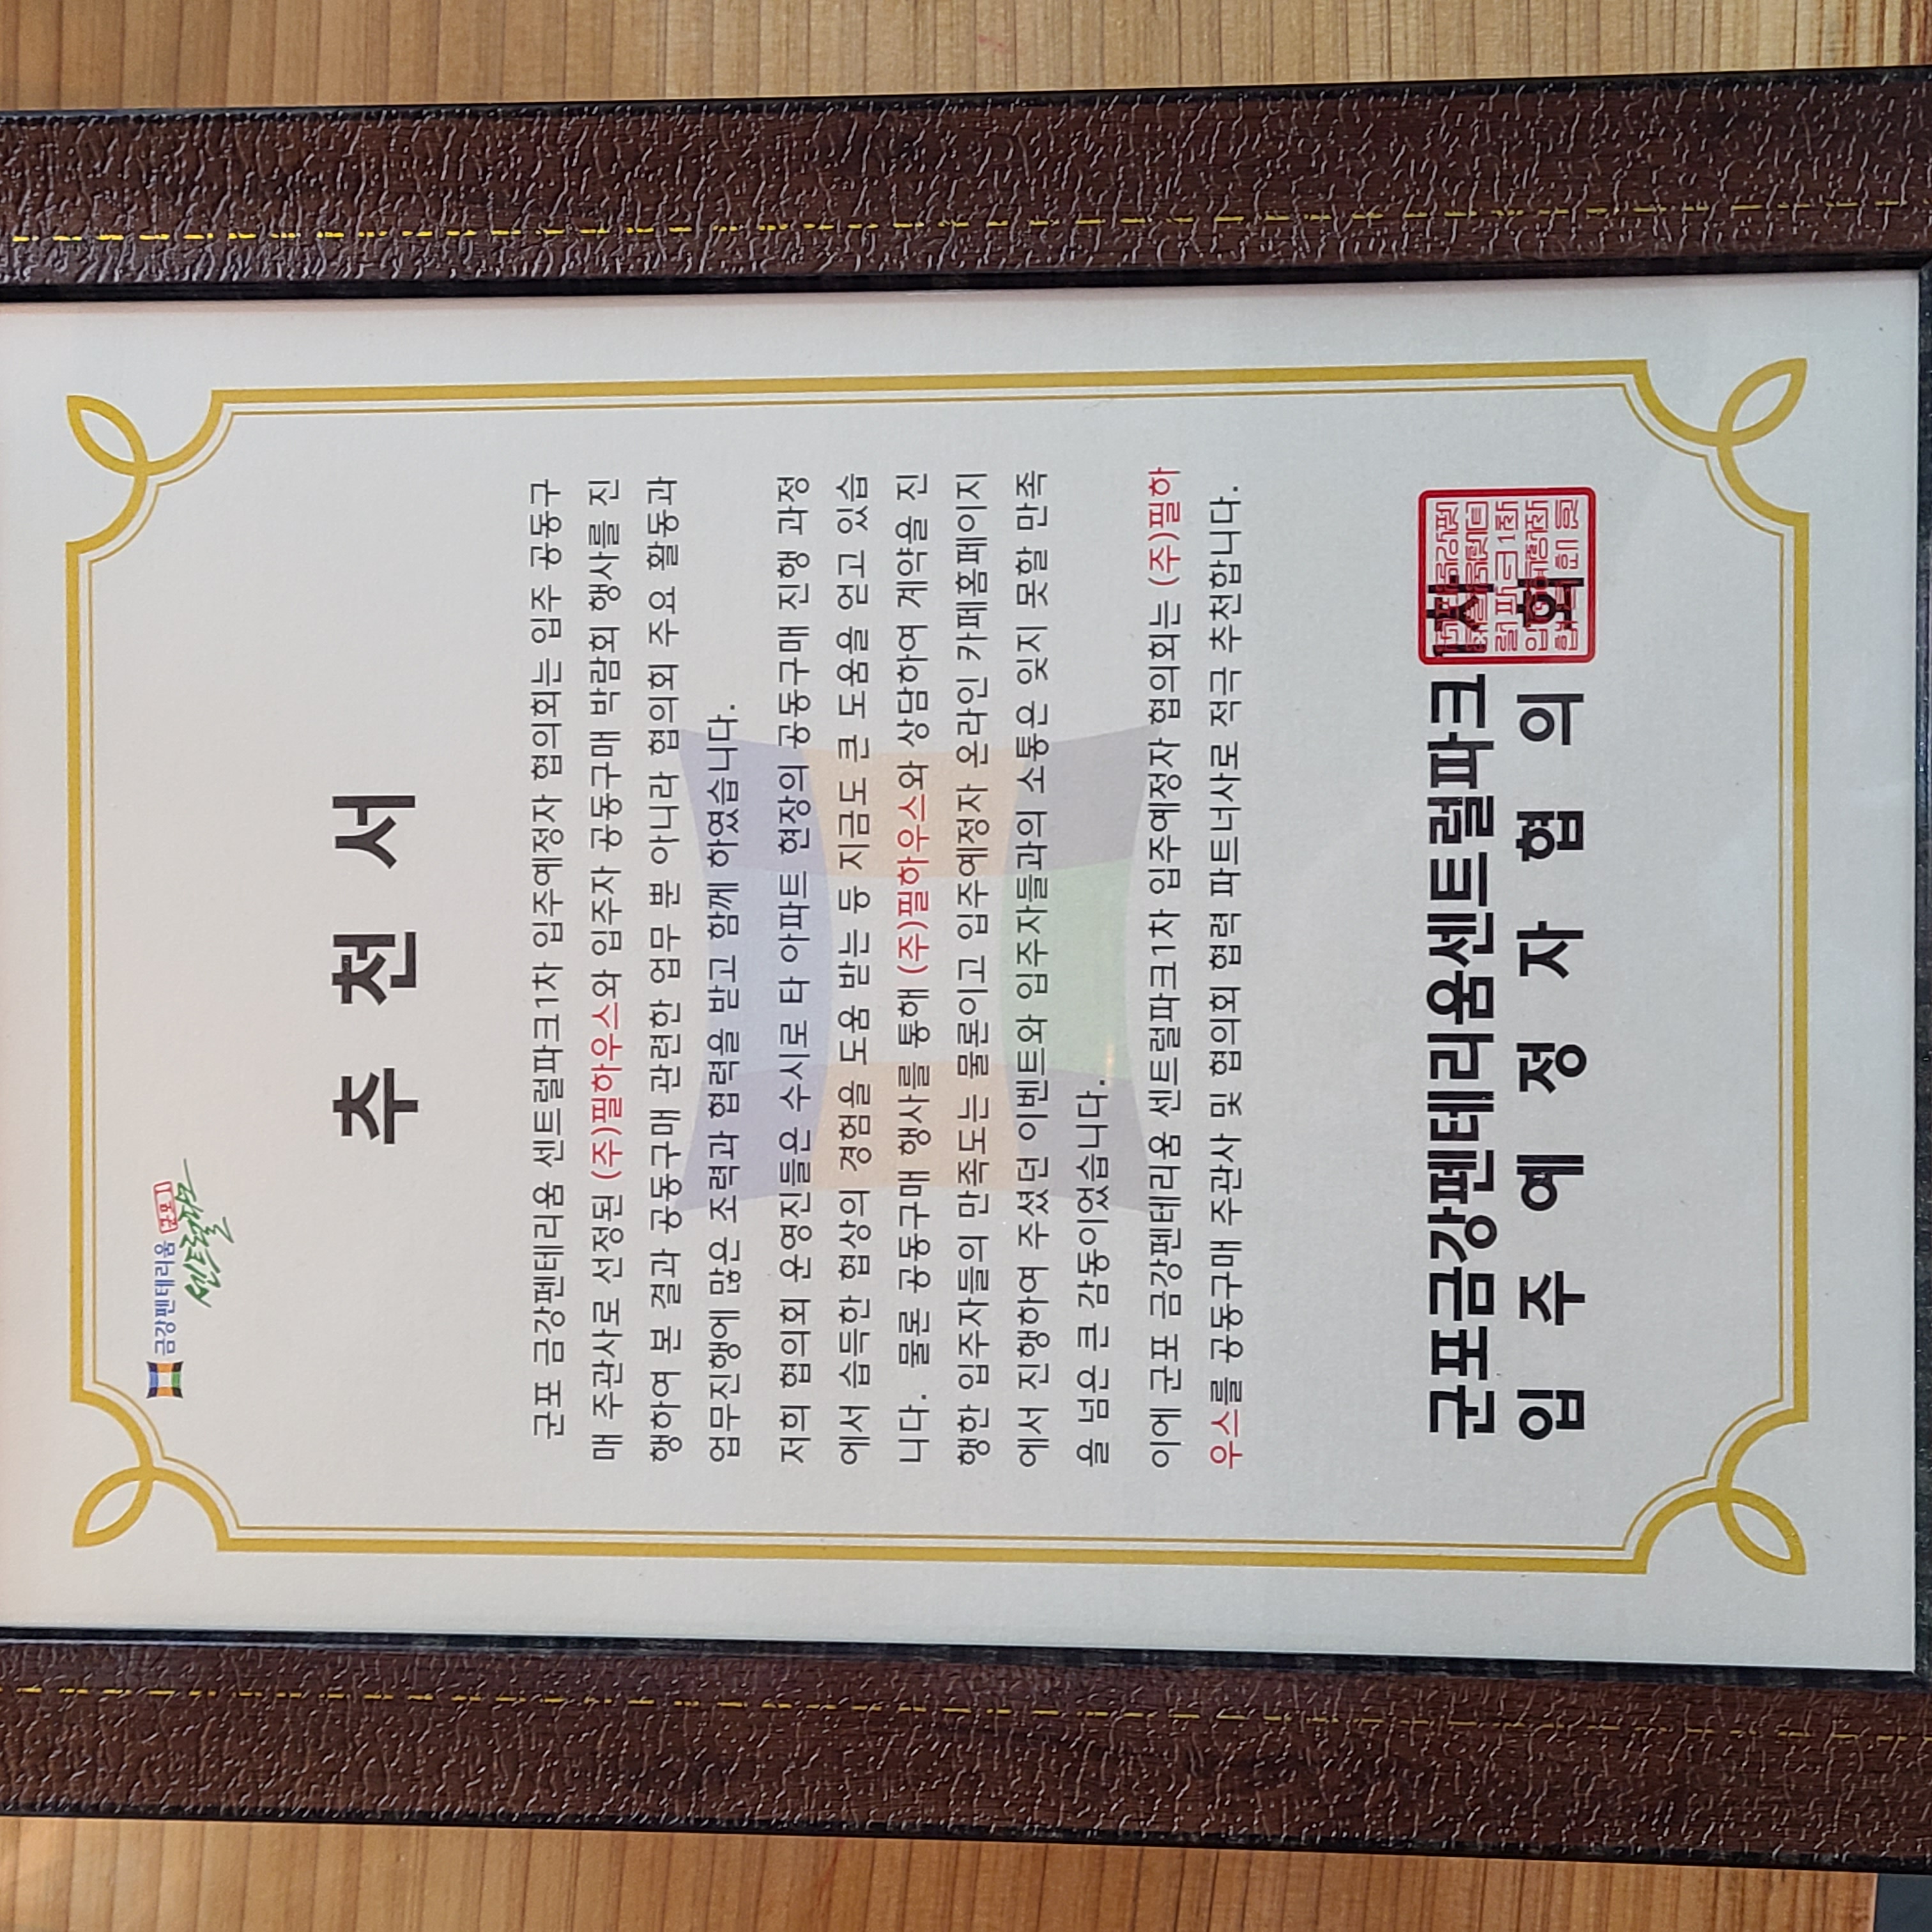 금강펜테리움 군포 1
센트럴파크
추 천 서
군포 금강펜테리움 센트럴파크1차 입주예정자 협의회는 입주 공동구
매 주관사로 선정된 (주)필하우스와 입주자 공동구매 박람회 행사를 진
행하여 본 결과 공동구매 관련한 업무 뿐 아니라 협의회 주요 활동과
업무진행에 많은 조력과 협력을 받고 함께 하였습니다.
저희 협의회 운영진들은 수시로 타 아파트 현장의 공동구매 진행 과정
에서 습득한 협상의 경험을 도움 받는 등 지금도 큰 도움을 얻고 있습
니다. 물론 공동구매 행사를 통해 (주)필하우스와 상담하여 계약을 진
행한 입주자들의 만족도는 물론이고 입주예정자 온라인 카페홈페이지
에서 진행하여 주셨던 이벤트와 입주자들과의 소통은 잊지 못할 만족
을 넘은 큰 감동이었습니다.
이에 군포 금강펜테리움 센트럴파크1차 입주예정자 협의회는 (주)필하
우스를 공동구매 주관사 및 협의회 협력 파트너사로 적극 추천합니다.
군포금강펜테리움센트럴파크1차
입 주 예 정 자 협 의 회